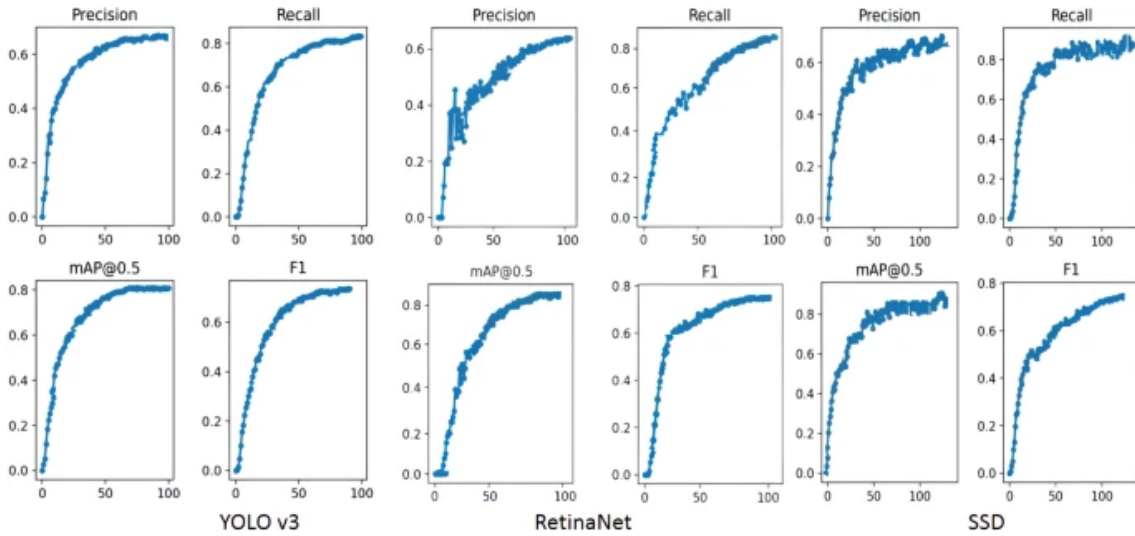 Precision Recall Precision Recall Precision Recall
0.6 0.8 0.6 0.8 0.6 0.8
0.4 0.6 0.4 0.6 0.4 0.6
0.2 0.4 0.2 0.4 0.2 0.4
0.2 0.2 0.2
0.0 0.0 0.0 0.0 0.0 0.0
0 50 100 0 50 100 0 50 100 0 50 100 0 50 100 0 50 100
mAP@0.5 F1 mAP@0.5 F1 mAP@0.5 F1
0.8 0.6 0.8 0.8 0.8 0.8
0.6 0.4 0.6 0.6 0.6 0.6
0.4 0.2 0.4 0.4 0.4 0.4
0.2 0.2 0.2 0.2 0.2
0.0 0.0 0.0 0.0 0.0 0.0
0 50 100 0 50 100 0 50 100 0 50 100 0 50 100 0 50 100
YOLO v3 RetinaNet SSD